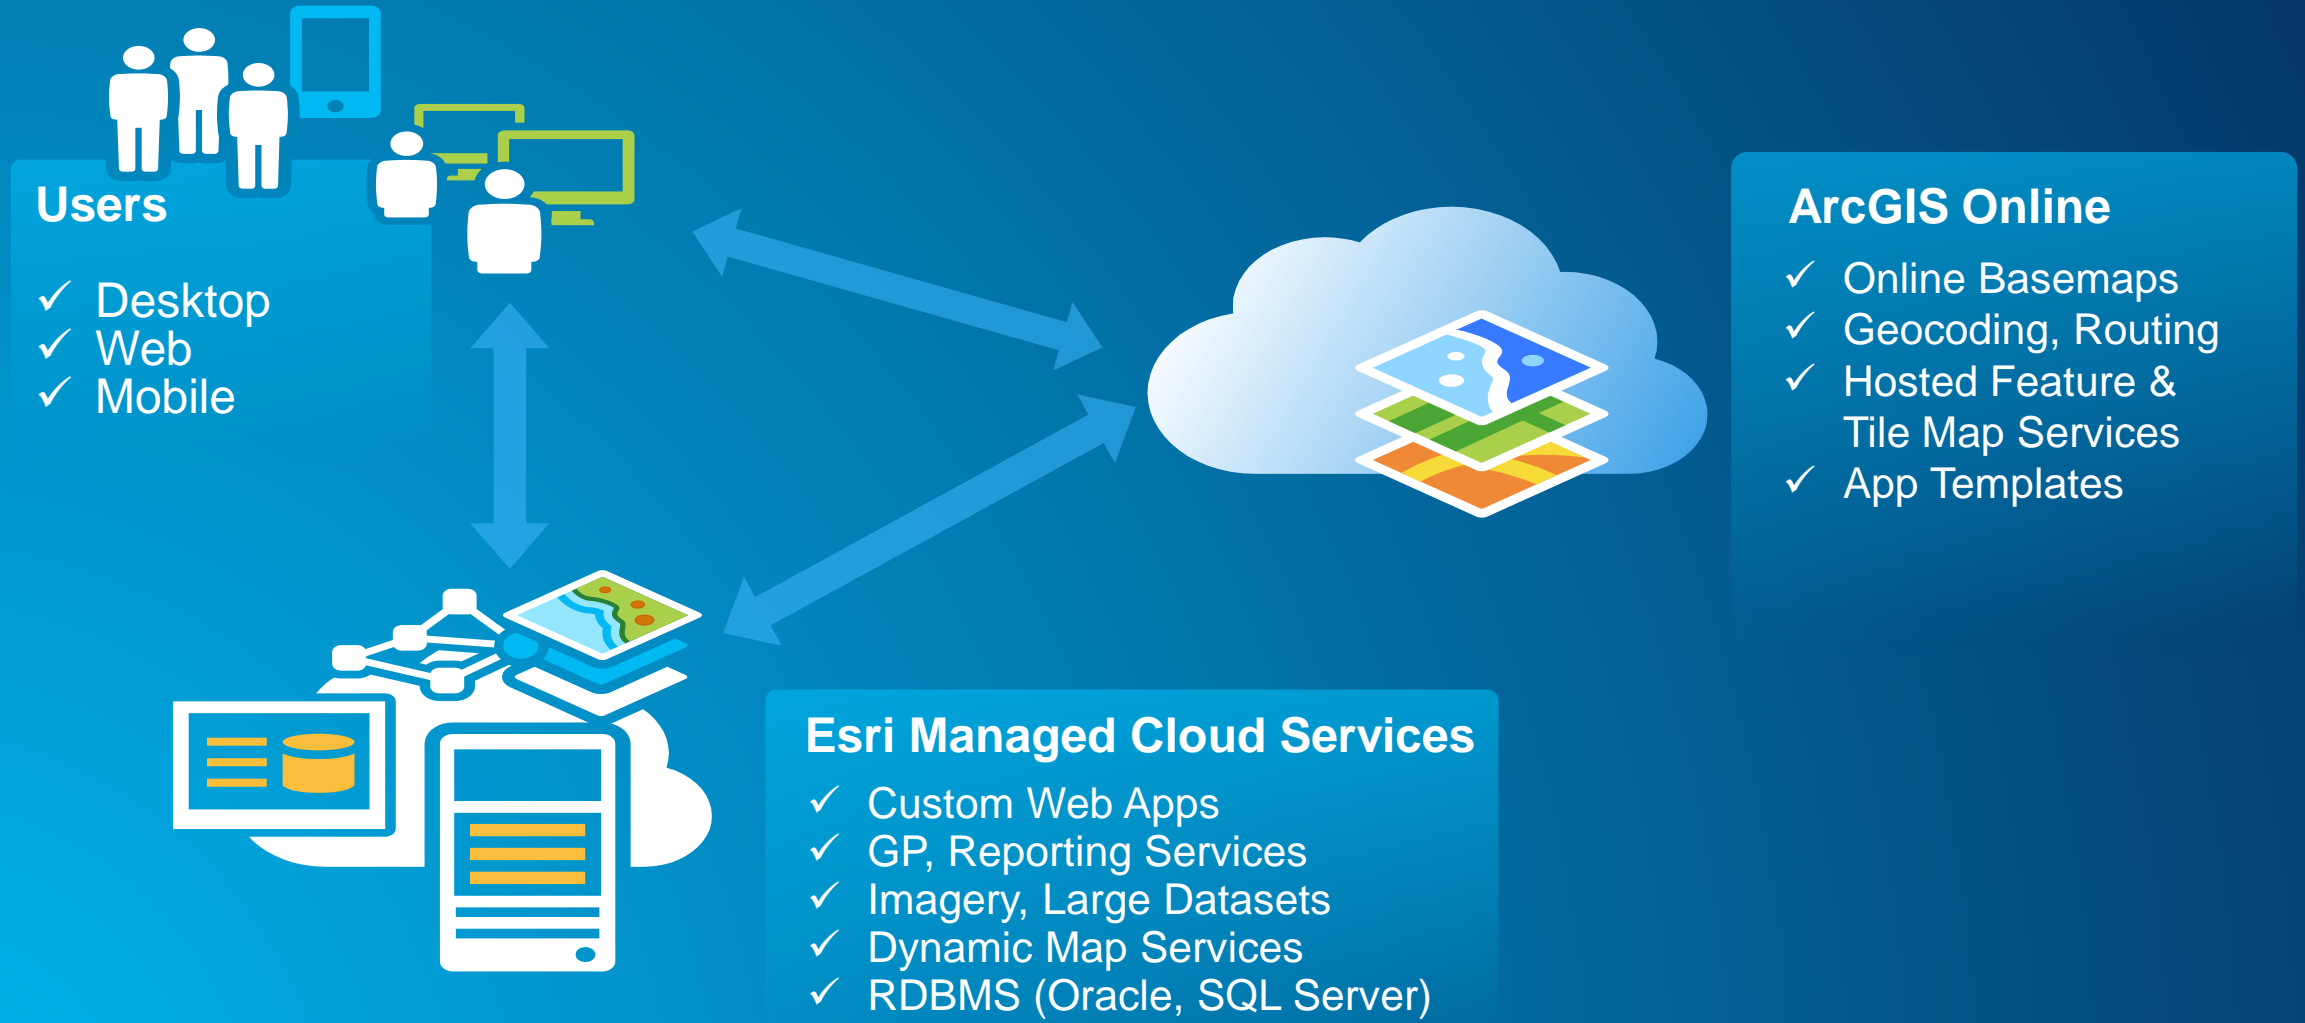 Users
✓ Desktop
✓ Web
✓ Mobile
ArcGIS Online
✓ Online Basemaps
✓ Geocoding, Routing
✓ Hosted Feature &
Tile Map Services
✓ App Templates
Esri Managed Cloud Services
✓ Custom Web Apps
✓ GP, Reporting Services
✓ Imagery, Large Datasets
✓ Dynamic Map Services
✓ RDBMS (Oracle, SQL Server)